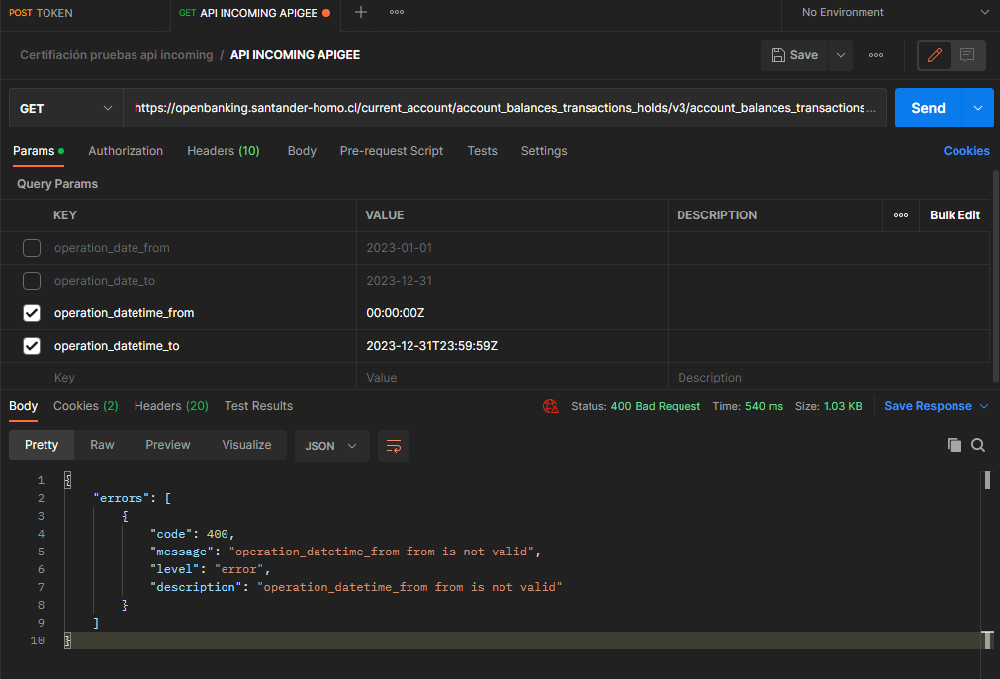 POST TOKEN GET API INCOMING APIGEE No Environment
Certifiación pruebas api incoming / API INCOMING APIGEE Save
GET https://openbanking.santander-homo.cl/current_account/account_balances_transactions_holds/v3/account_balances_transactions... Send
Params Authorization Headers (10) Body Pre-request Script Tests Settings Cookies
Query Params
KEY VALUE DESCRIPTION Bulk Edit
operation_date_from 2023-01-01
operation_date_to 2023-12-31
operation_datetime_from 00:00:00Z
operation_datetime_to 2023-12-31T23:59:59Z
Key Value Description
Body Cookies (2) Headers (20) Test Results Status: 400 Bad Request Time: 540 ms Size: 1.03 KB Save Response
Pretty Raw Preview Visualize JSON
1 {
2 "errors": [
3 {
4 "code": 400,
5 "message": "operation_datetime_from from is not valid",
6 "level": "error",
7 "description": "operation_datetime_from from is not valid"
8 }
9 ]
10 }